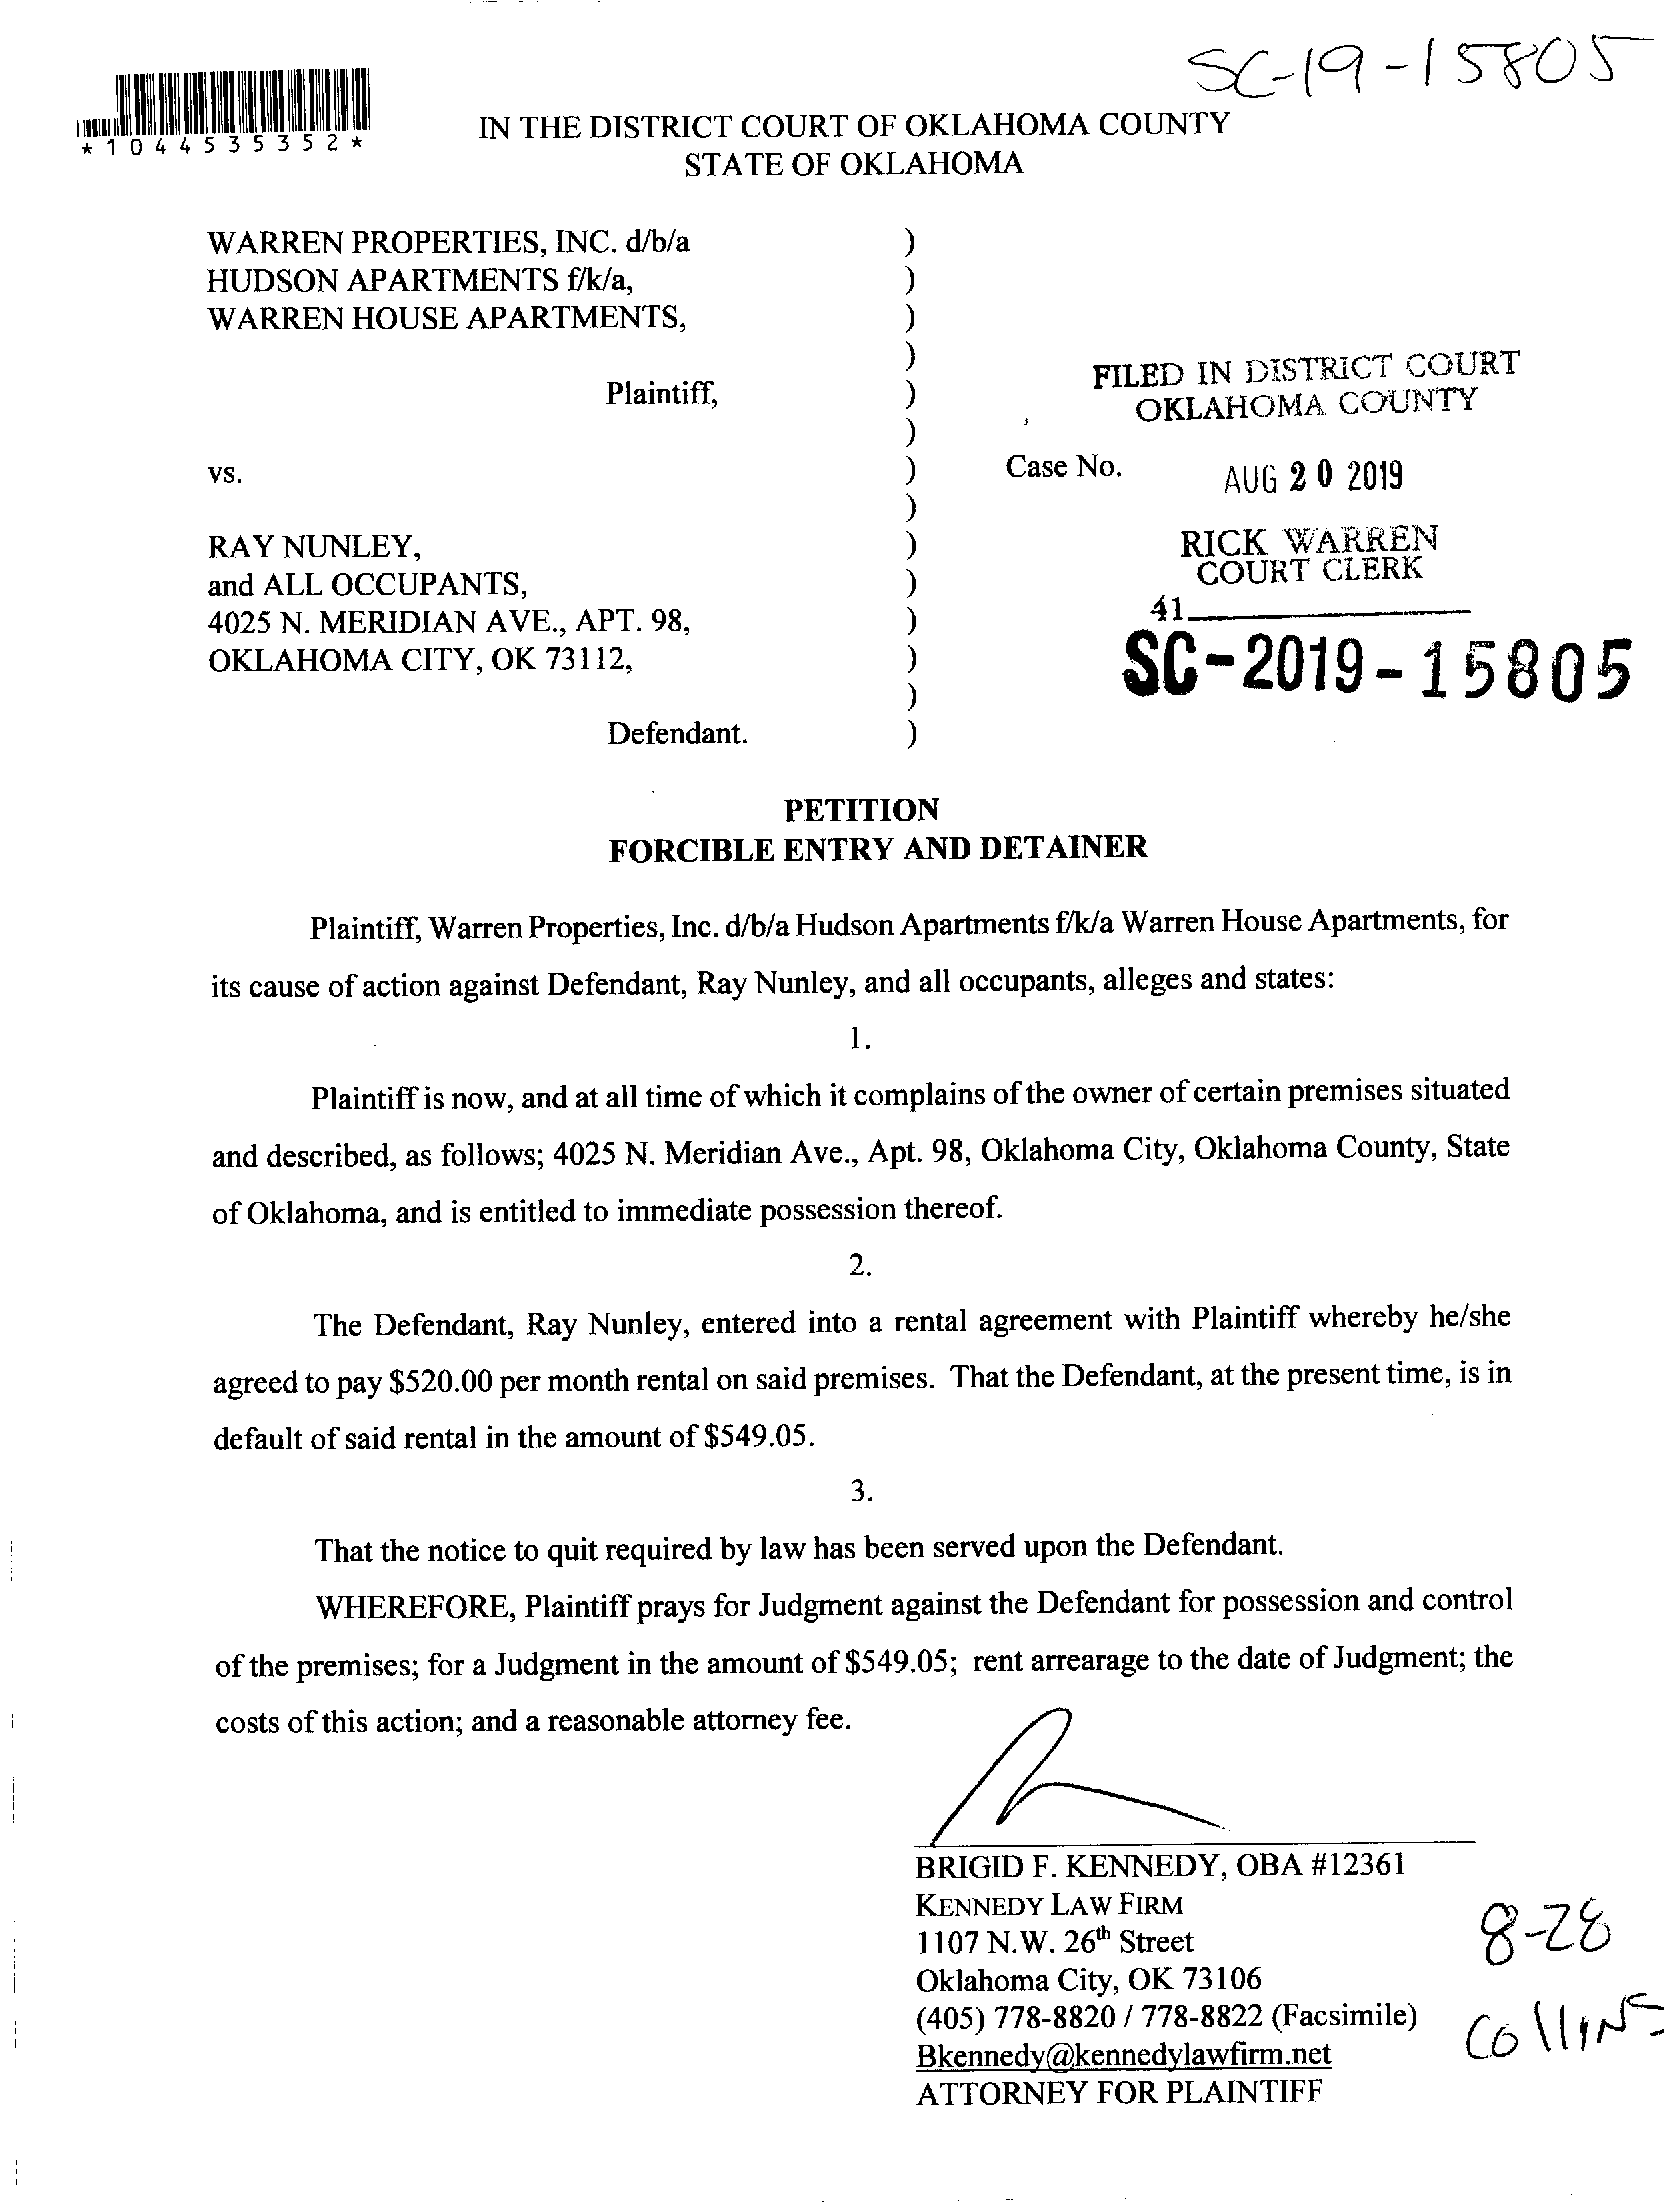 SC-19-15805
*1044535352*
IN THE DISTRICT COURT OF OKLAHOMA COUNTY
STATE OF OKLAHOMA
WARREN PROPERTIES, INC. d/b/a )
HUDSON APARTMENTS f/k/a, )
WARREN HOUSE APARTMENTS, )
)
Plaintiff, )
)
vs. )
)
RAY NUNLEY, )
and ALL OCCUPANTS, )
4025 N. MERIDIAN AVE., APT. 98, )
OKLAHOMA CITY, OK 73112, )
)
Defendant. )
FILED IN DISTRICT COURT
OKLAHOMA COUNTY
Case No.
AUG 20 2019
RICK WARREN
COURT CLERK
41
SC-2019-15805
PETITION
FORCIBLE ENTRY AND DETAINER
Plaintiff, Warren Properties, Inc. d/b/a Hudson Apartments f/k/a Warren House Apartments, for
its cause of action against Defendant, Ray Nunley, and all occupants, alleges and states:
1.
Plaintiff is now, and at all time of which it complains of the owner of certain premises situated
and described, as follows; 4025 N. Meridian Ave., Apt. 98, Oklahoma City, Oklahoma County, State
of Oklahoma, and is entitled to immediate possession thereof.
2.
The Defendant, Ray Nunley, entered into a rental agreement with Plaintiff whereby he/she
agreed to pay $520.00 per month rental on said premises. That the Defendant, at the present time, is in
default of said rental in the amount of $549.05.
3.
That the notice to quit required by law has been served upon the Defendant.
WHEREFORE, Plaintiff prays for Judgment against the Defendant for possession and control
of the premises; for a Judgment in the amount of $549.05; rent arrearage to the date of Judgment; the
costs of this action; and a reasonable attorney fee.
BRIGID F. KENNEDY, OBA #12361
KENNEDY LAW FIRM
1107 N.W. 26th Street
Oklahoma City, OK 73106
(405) 778-8820 / 778-8822 (Facsimile)
Bkennedy@kennedylawfirm.net
ATTORNEY FOR PLAINTIFF
8-28
Collins